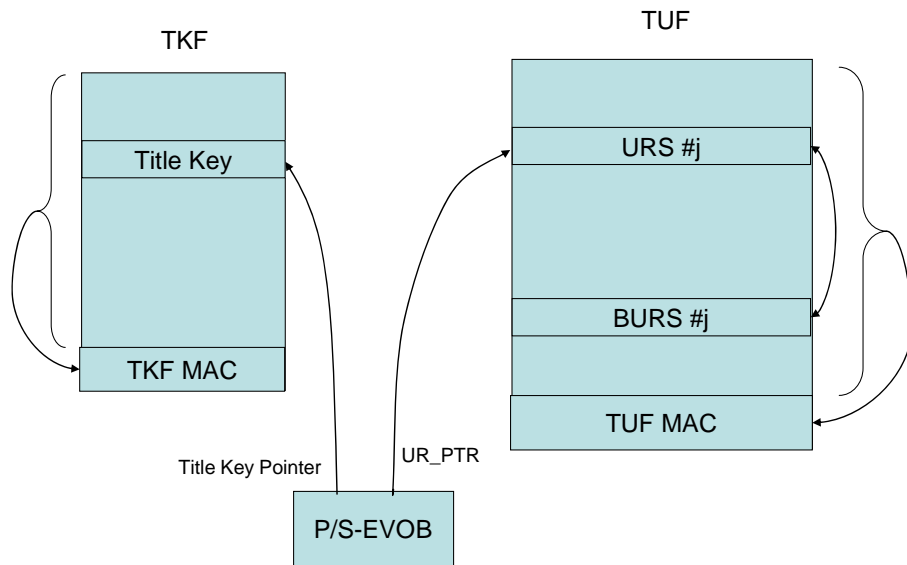 TKF
TUF
Title Key
URS #j
BURS #j
TKF MAC
TUF MAC
Title Key Pointer
UR_PTR
P/S-EVOB